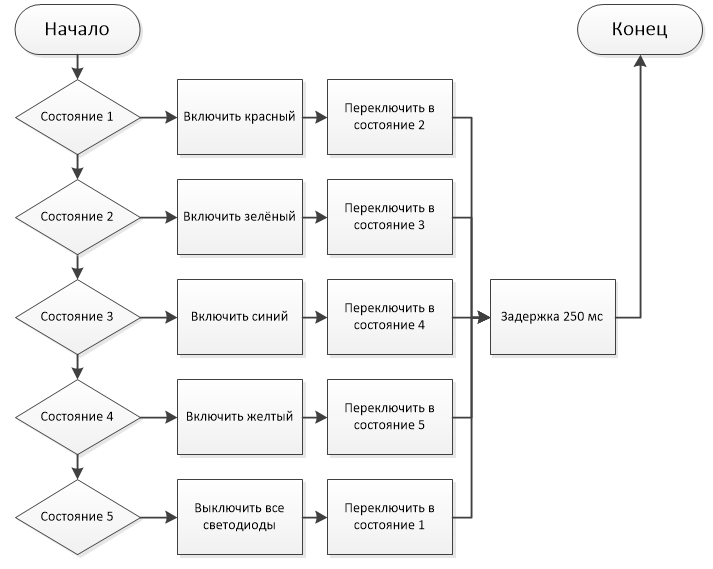 Начало
Конец
Состояние 1
Включить красный
Переключить в
состояние 2
Состояние 2
Включить зелёный
Переключить в
состояние 3
Состояние 3
Включить синий
Переключить в
состояние 4
Задержка 250 мс
Состояние 4
Включить желтый
Переключить в
состояние 5
Состояние 5
Выключить все
светодиоды
Переключить в
состояние 1